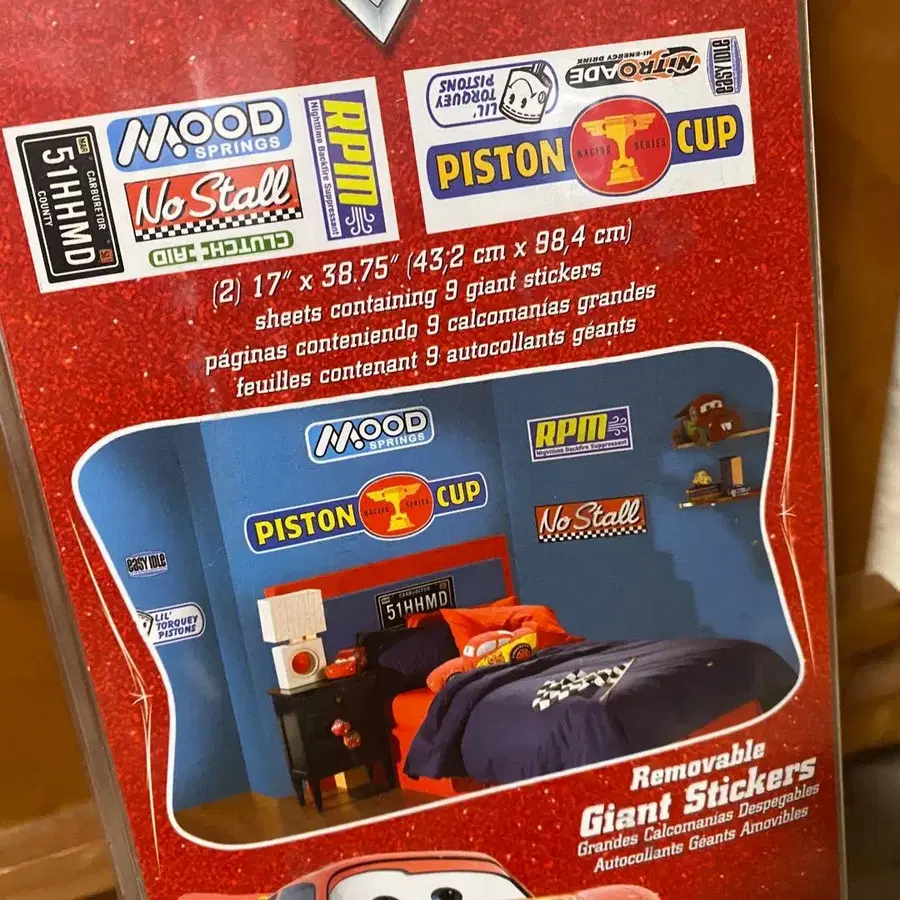 MAR
51
CARBURETOR
51HHMD
COUNTY
MOOD
SPRINGS
No Stall
CLUTCH-AID
RPM
Nighttime Backfire Suppressant
LIL'
TORQUEY
PISTONS
NITROADE
HI-ENERGY DRINK
EASY IDLE
PISTON
RACING SERIES
CUP
(2) 17″ x 38.75″ (43,2 cm x 98,4 cm)
sheets containing 9 giant stickers
páginas conteniendo 9 calcomanías grandes
feuilles contenant 9 autocollants géants
MOOD
SPRINGS
RPM
Nighttime Backfire Suppressant
PISTON
RACING SERIES
CUP
No Stall
EASY IDLE
LIL'
TORQUEY
PISTONS
CARBURETOR
51HHMD
Removable
Giant Stickers
Grandes Calcomanías Despegables
Autocollants Géants Amovibles